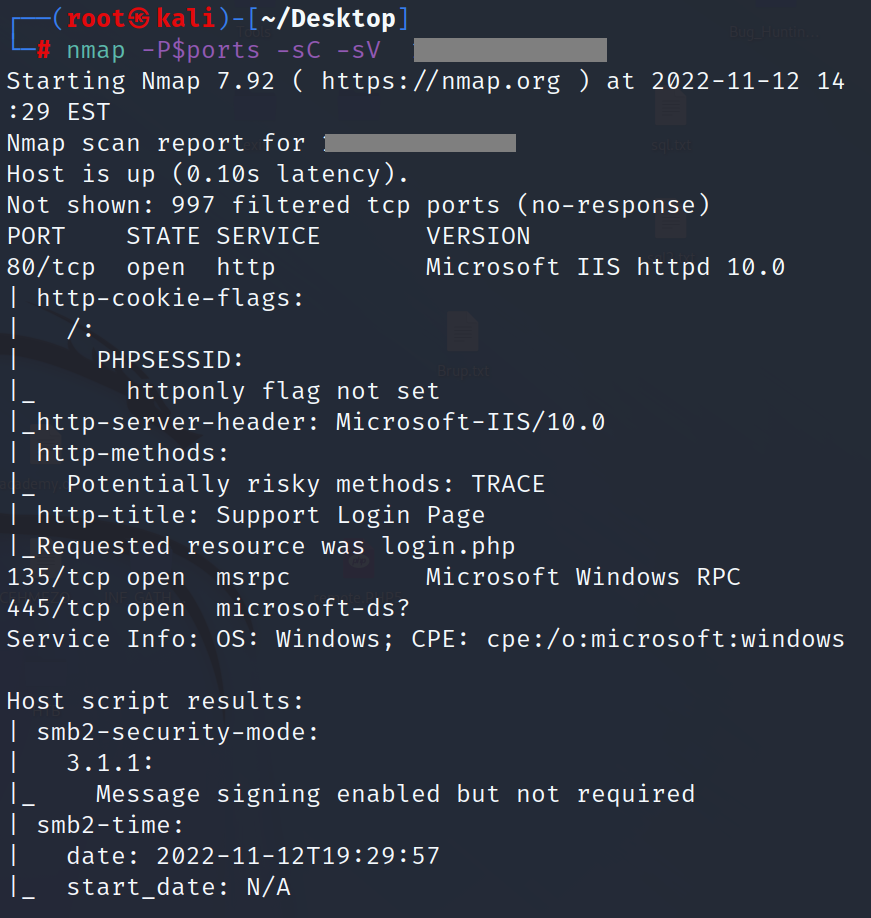 ┌──(root㉿kali)-[~/Desktop]
└─# nmap -P$ports -sC -sV
Starting Nmap 7.92 ( https://nmap.org ) at 2022-11-12 14
:29 EST
Nmap scan report for
Host is up (0.10s latency).
Not shown: 997 filtered tcp ports (no-response)
PORT    STATE SERVICE       VERSION
80/tcp  open  http          Microsoft IIS httpd 10.0
| http-cookie-flags:
|   /:
|     PHPSESSID:
|_      httponly flag not set
|_http-server-header: Microsoft-IIS/10.0
| http-methods:
|_  Potentially risky methods: TRACE
| http-title: Support Login Page
|_Requested resource was login.php
135/tcp open  msrpc         Microsoft Windows RPC
445/tcp open  microsoft-ds?
Service Info: OS: Windows; CPE: cpe:/o:microsoft:windows

Host script results:
| smb2-security-mode:
|   3.1.1:
|_    Message signing enabled but not required
| smb2-time:
|   date: 2022-11-12T19:29:57
|_  start_date: N/A